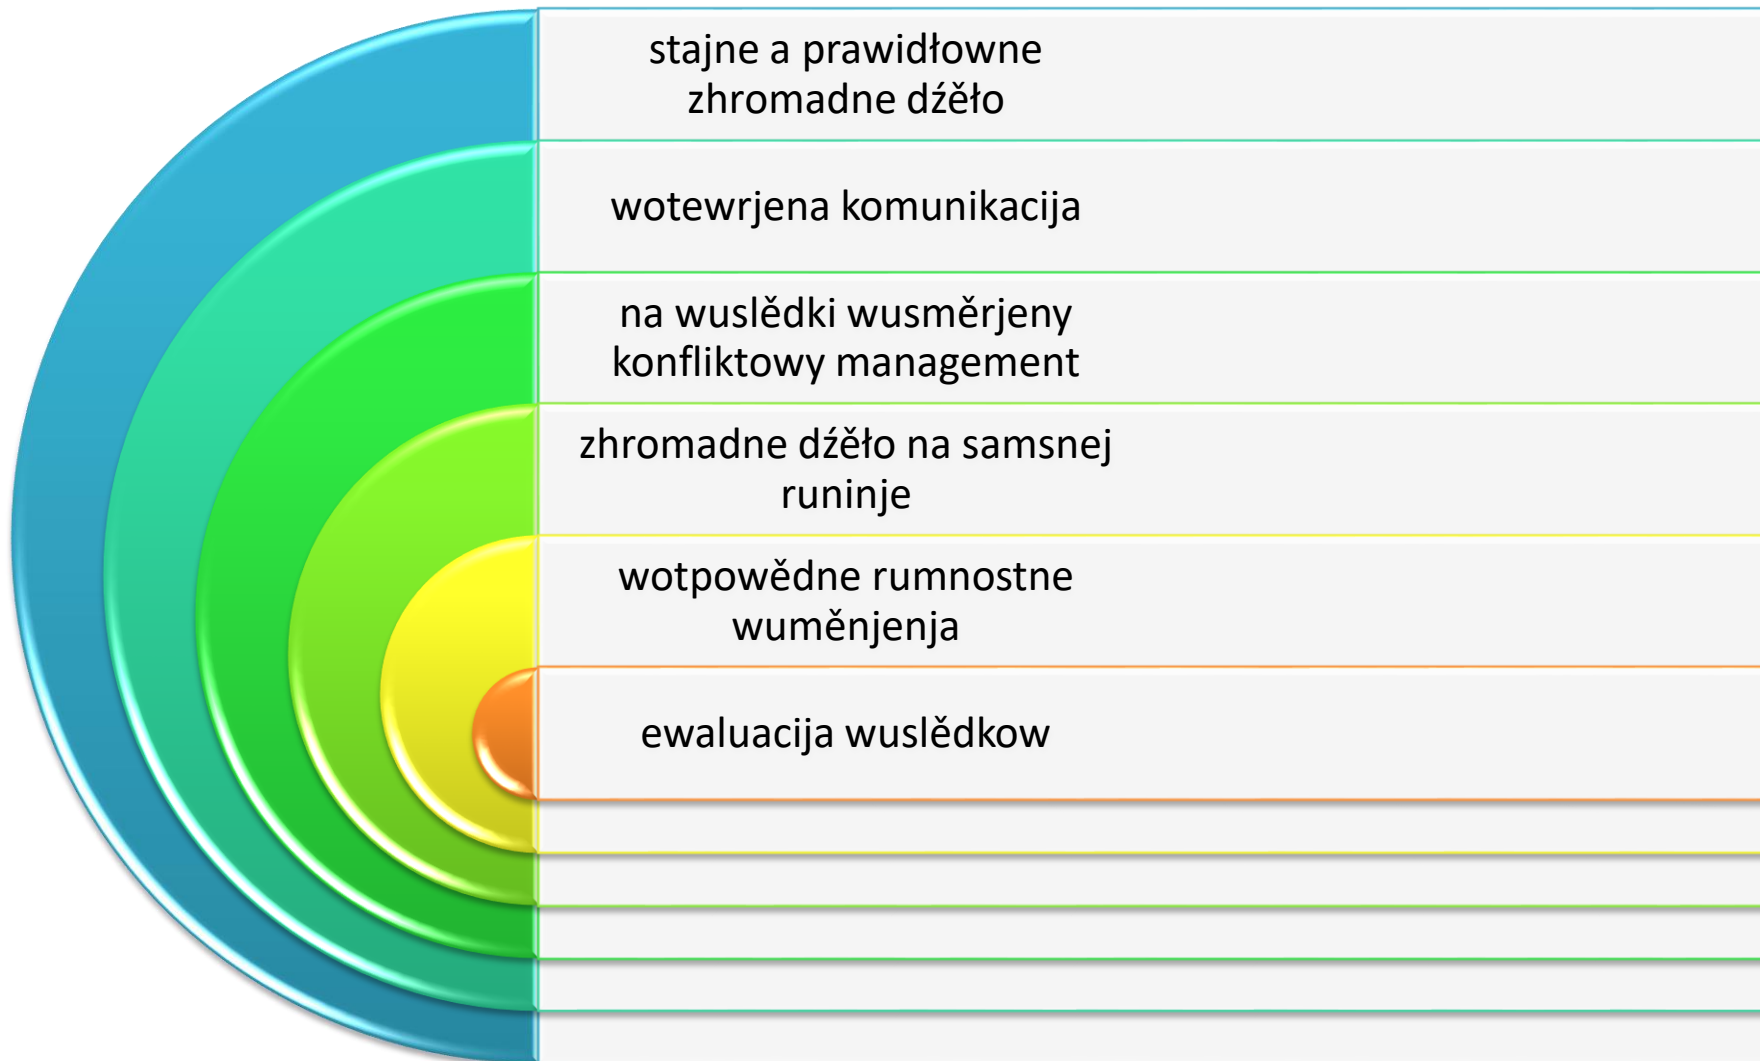 stajne a prawidłowne
zhromadne dźěło
wotewrjena komunikacija
na wuslědki wusměrjeny
konfliktowy management
zhromadne dźěło na samsnej
runinje
wotpowědne rumnostne
wuměnjenja
ewaluacija wuslědkow